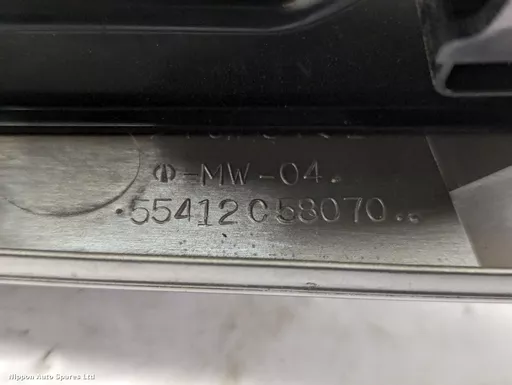 -MW-04.
.55412C58070..
Nippon Auto Spares Ltd